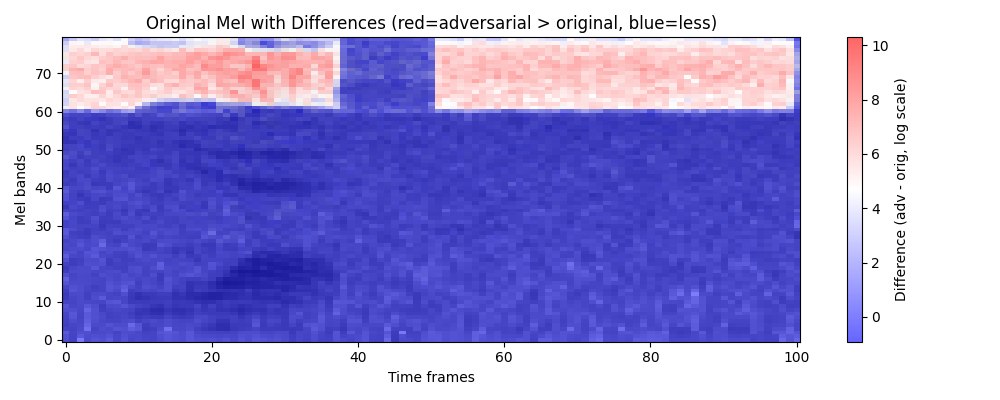 Original Mel with Differences (red=adversarial > original, blue=less)
Mel bands
70
60
50
40
30
20
10
0
0 20 40 60 80 100
Time frames
10
8
6
4
2
0
Difference (adv - orig, log scale)